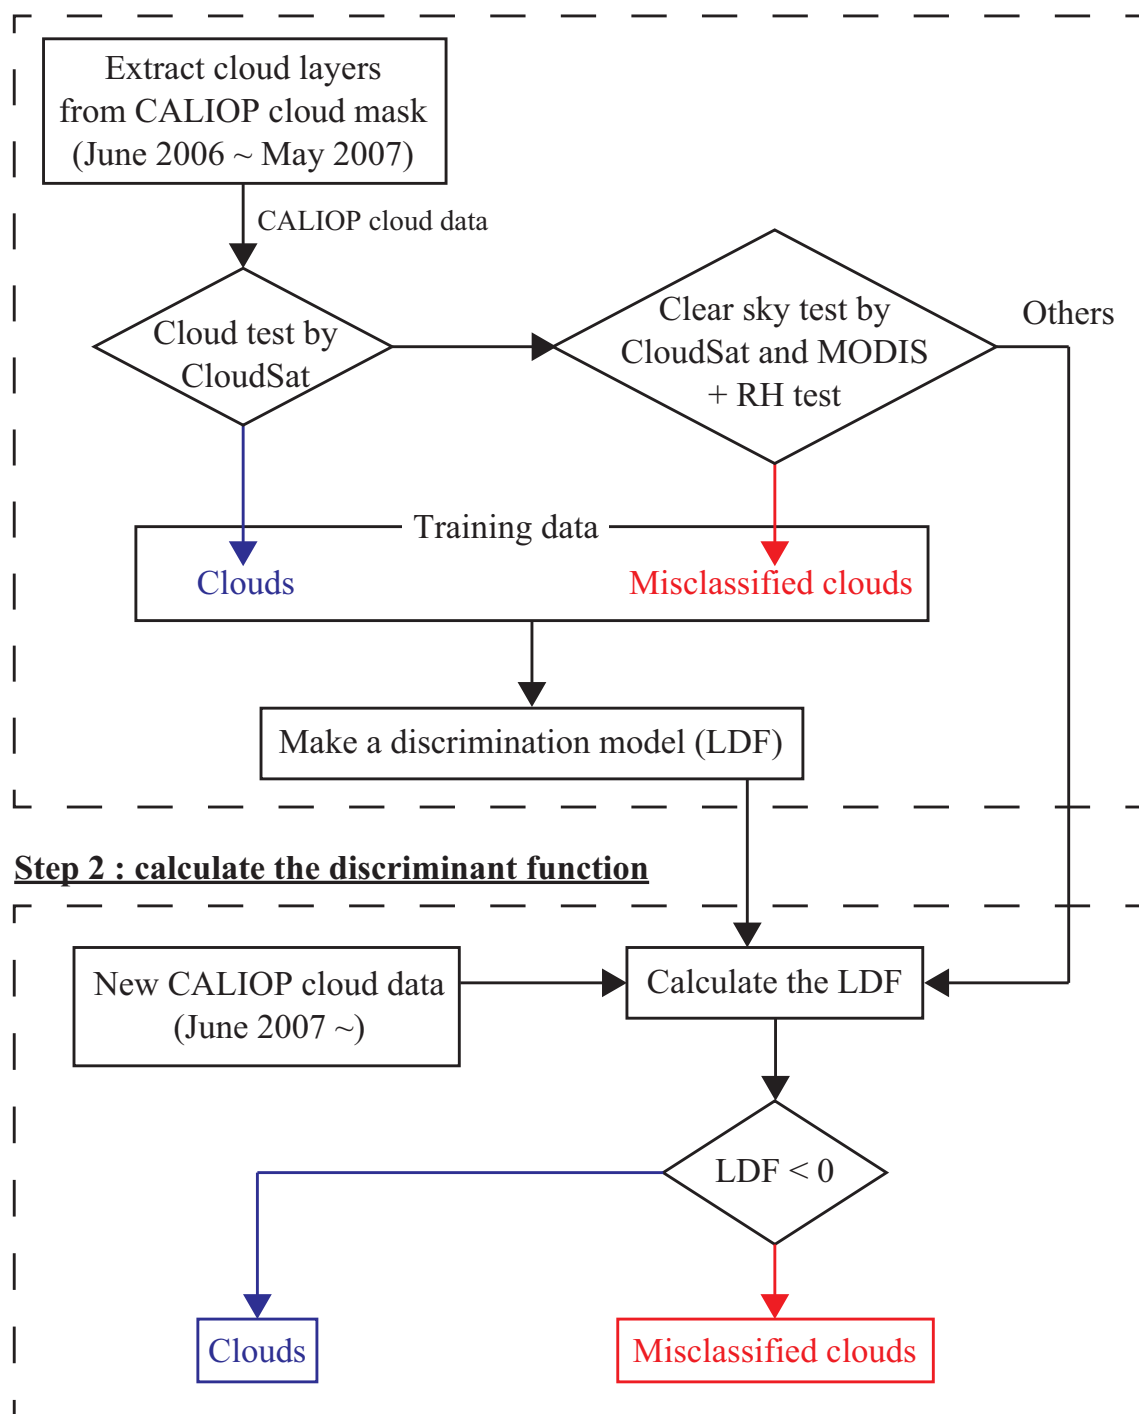 Extract cloud layers
from CALIOP cloud mask
(June 2006 ~ May 2007)
CALIOP cloud data
Cloud test by
CloudSat
Clear sky test by
CloudSat and MODIS
+ RH test
Others
Training data
Clouds
Misclassified clouds
Make a discrimination model (LDF)
Step 2 : calculate the discriminant function
New CALIOP cloud data
(June 2007 ~)
Calculate the LDF
LDF < 0
Clouds
Misclassified clouds